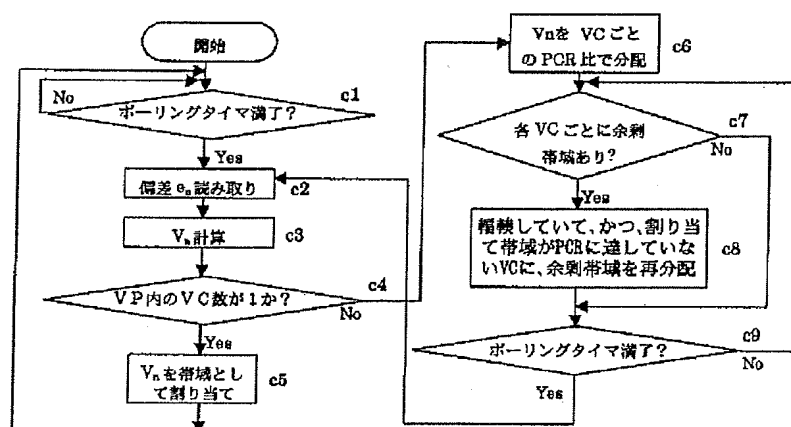 開始
No
ポーリングタイマ満了?
c1
Yes
偏差 en 読み取り
c2
Vn 計算
c3
VP内のVC数が1か?
c4
No
Yes
Vnを帯域とし
て割り当て
c5
Vnを VCごと
のPCR比で分配
c6
各VCごとに余剰
帯域あり?
c7
No
Yes
輻輳していて、かつ、割り当
て帯域がPCRに達していな
いVCに、余剰帯域を再分配
c8
ポーリングタイマ満了?
c9
No
Yes